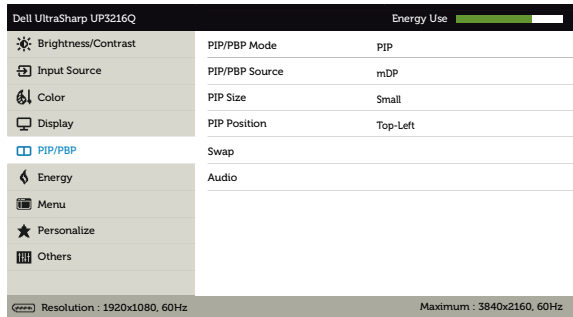 Dell UltraSharp UP3216Q Energy Use
Brightness/Contrast PIP/PBP Mode PIP
Input Source PIP/PBP Source mDP
Color PIP Size Small
Display PIP Position Top-Left
PIP/PBP Swap
Energy Audio
Menu
Personalize
Others
Resolution : 1920x1080, 60Hz Maximum : 3840x2160, 60Hz